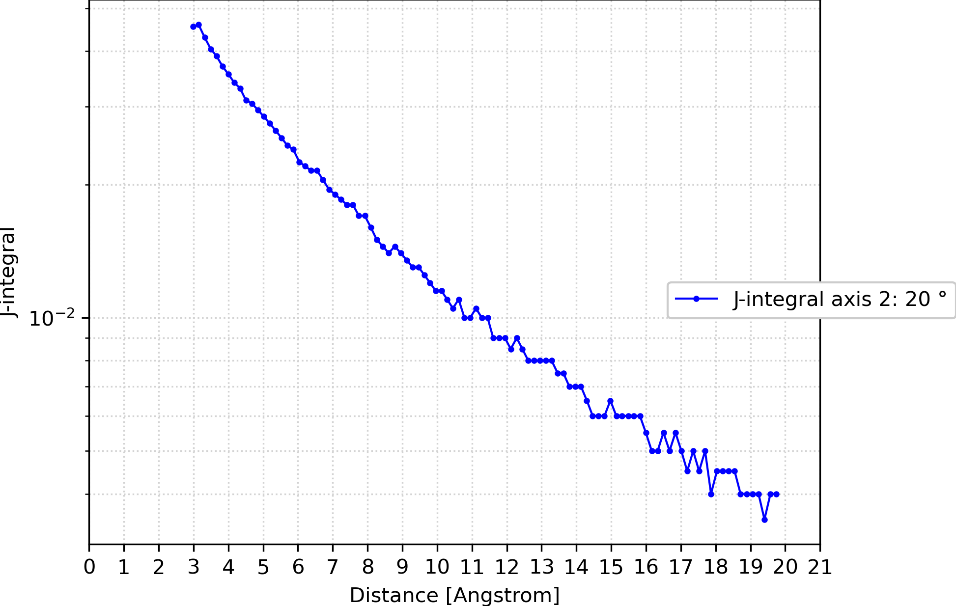 J-integral
10⁻²
J-integral axis 2: 20 °
0 1 2 3 4 5 6 7 8 9 10 11 12 13 14 15 16 17 18 19 20 21
Distance [Angstrom]